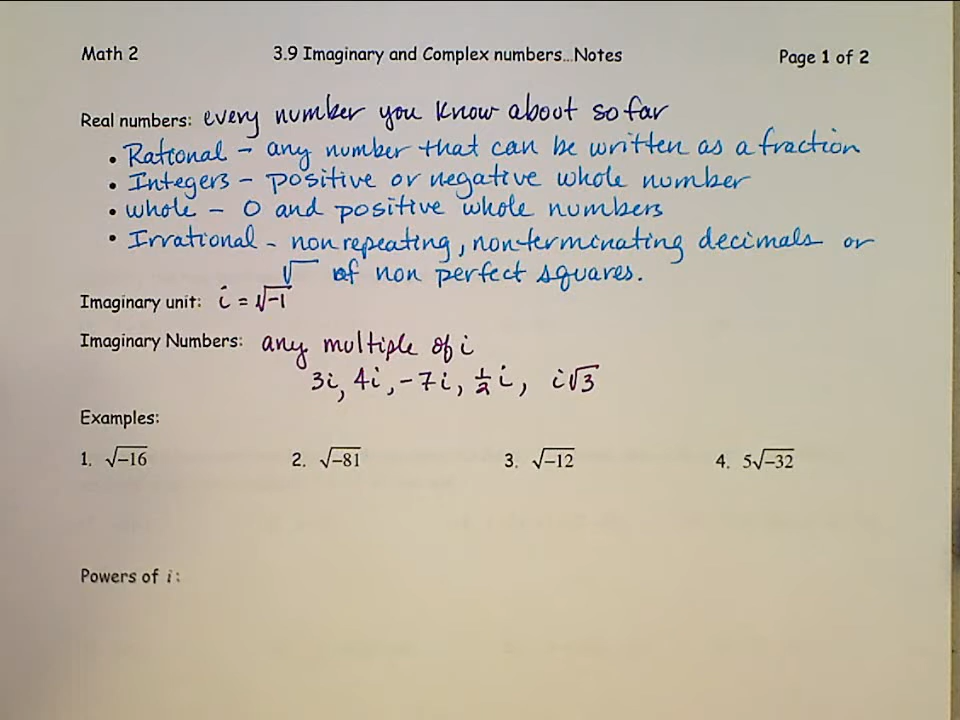 Math 2 3.9 Imaginary and Complex numbers…Notes Page 1 of 2
Real numbers: every number you know about so far
• Rational - any number that can be written as a fraction
• Integers - positive or negative whole number
• whole - 0 and positive whole numbers
• Irrational - non repeating, non-terminating decimals or
√ of non perfect squares.
Imaginary unit: i = √-1
Imaginary Numbers: any multiple of i
3i, 4i, -7i, 1/2 i, i√3
Examples:
1. √-16 2. √-81 3. √-12 4. 5√-32
Powers of i: